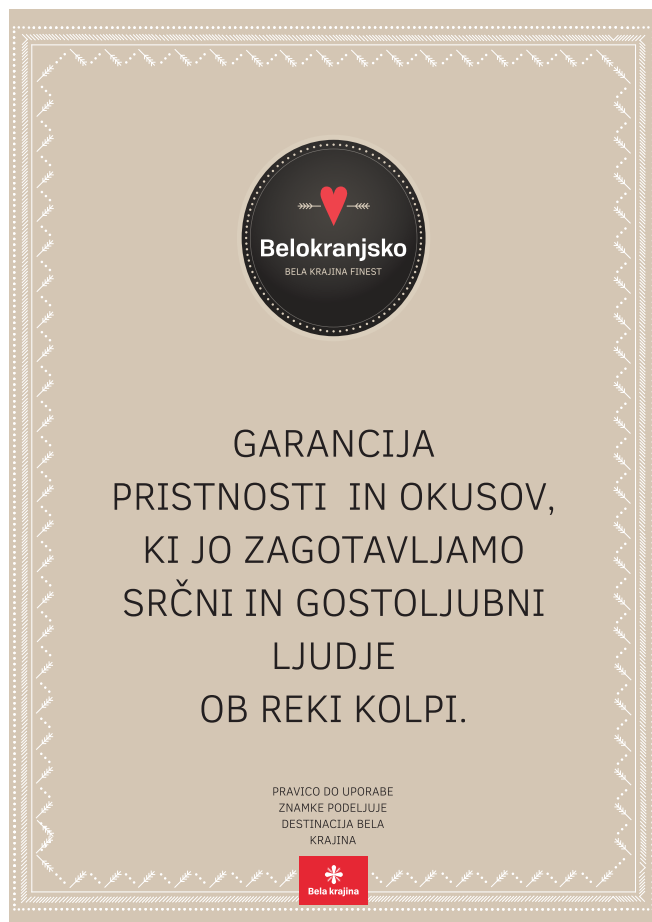 Belokranjsko
BELA KRAJINA FINEST
GARANCIJA
PRISTNOSTI  IN OKUSOV,
KI JO ZAGOTAVLJAMO
SRČNI IN GOSTOLJUBNI
LJUDJE
OB REKI KOLPI.
PRAVICO DO UPORABE
ZNAMKE PODELJUJE
DESTINACIJA BELA
KRAJINA
Bela krajina